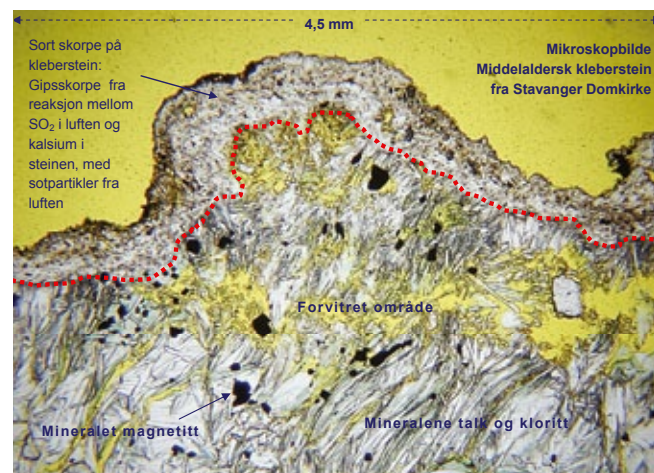 4,5 mm
Sort skorpe på
kleberstein:
Gipsskorpe fra
reaksjon mellom
SO₂ i luften og
kalsium i
steinen, med
sotpartikler fra
luften
Mikroskopbilde
Middelaldersk kleberstein
fra Stavanger Domkirke
Forvitret område
Mineralet magnetitt
Mineralene talk og kloritt